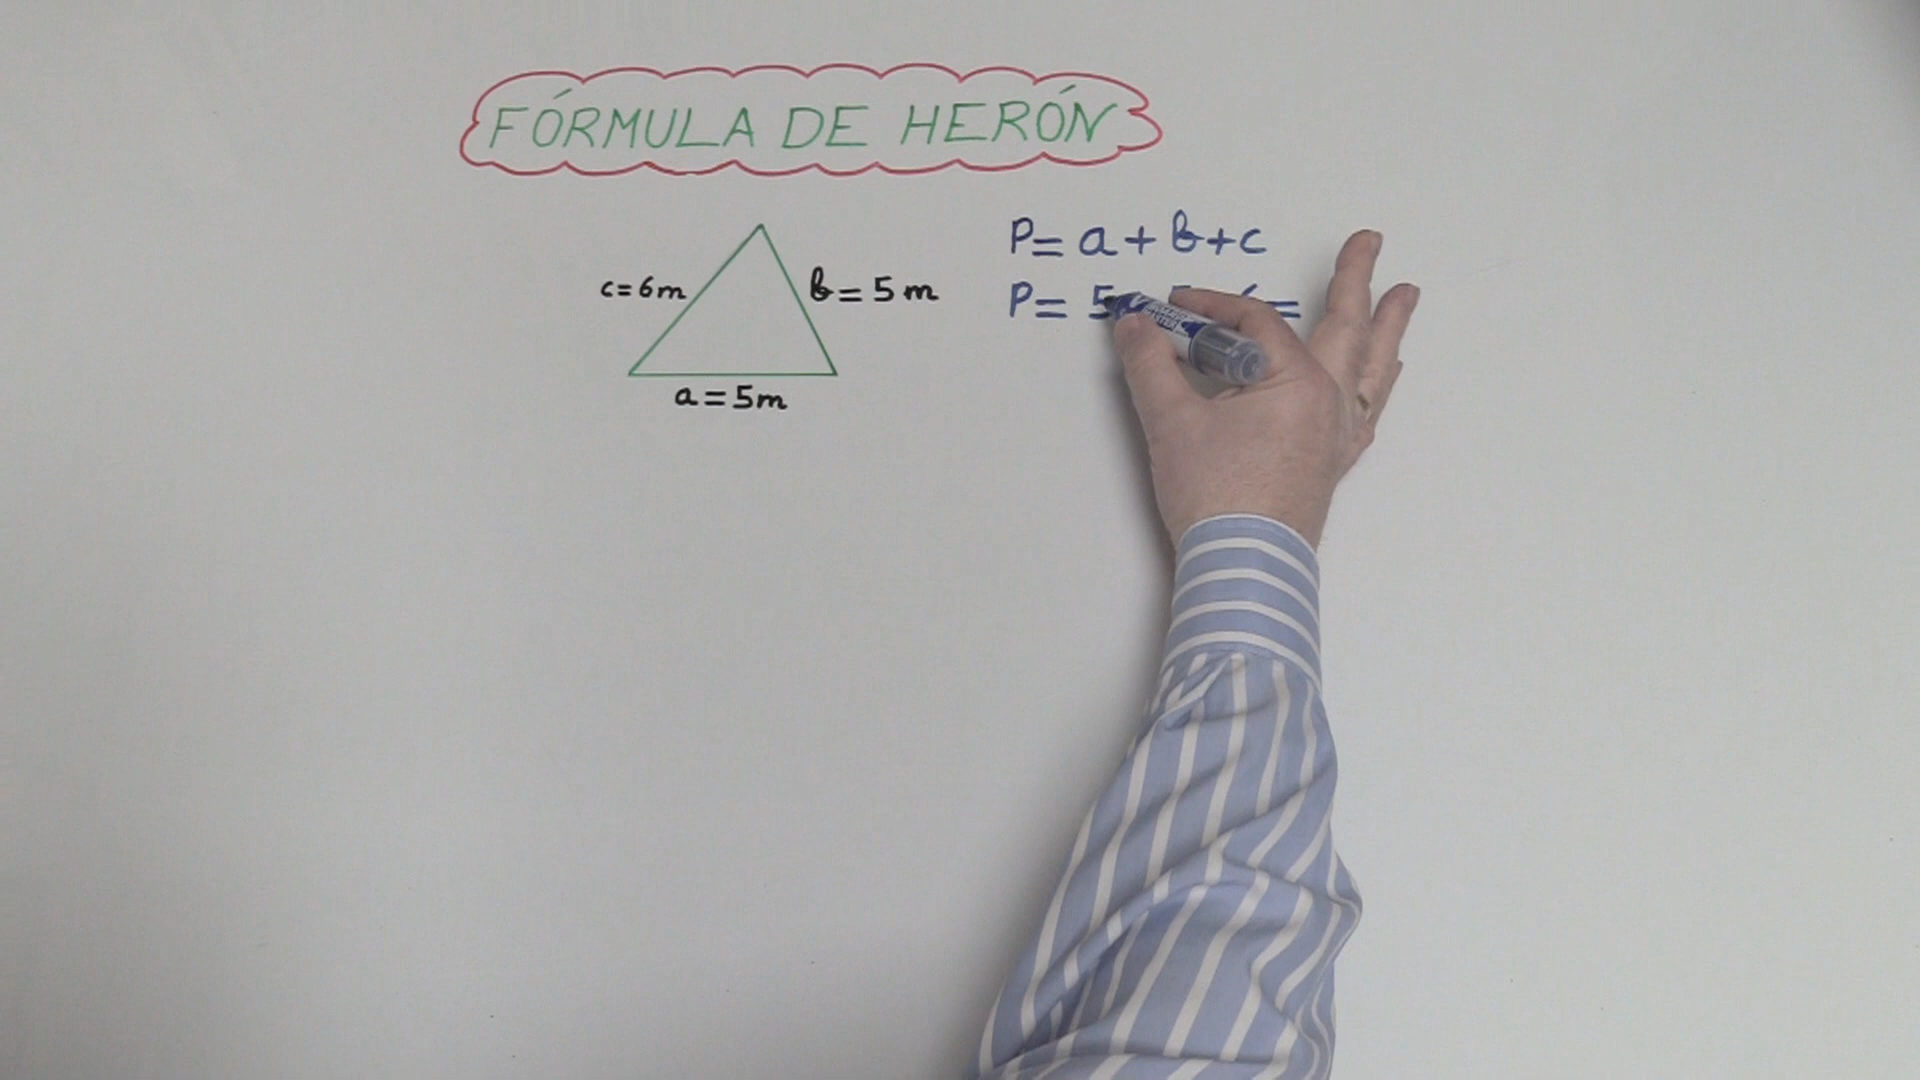 FÓRMULA DE HERÓN
c=6m
b= 5m
a=5m
P= a+b+c
P= 5 =